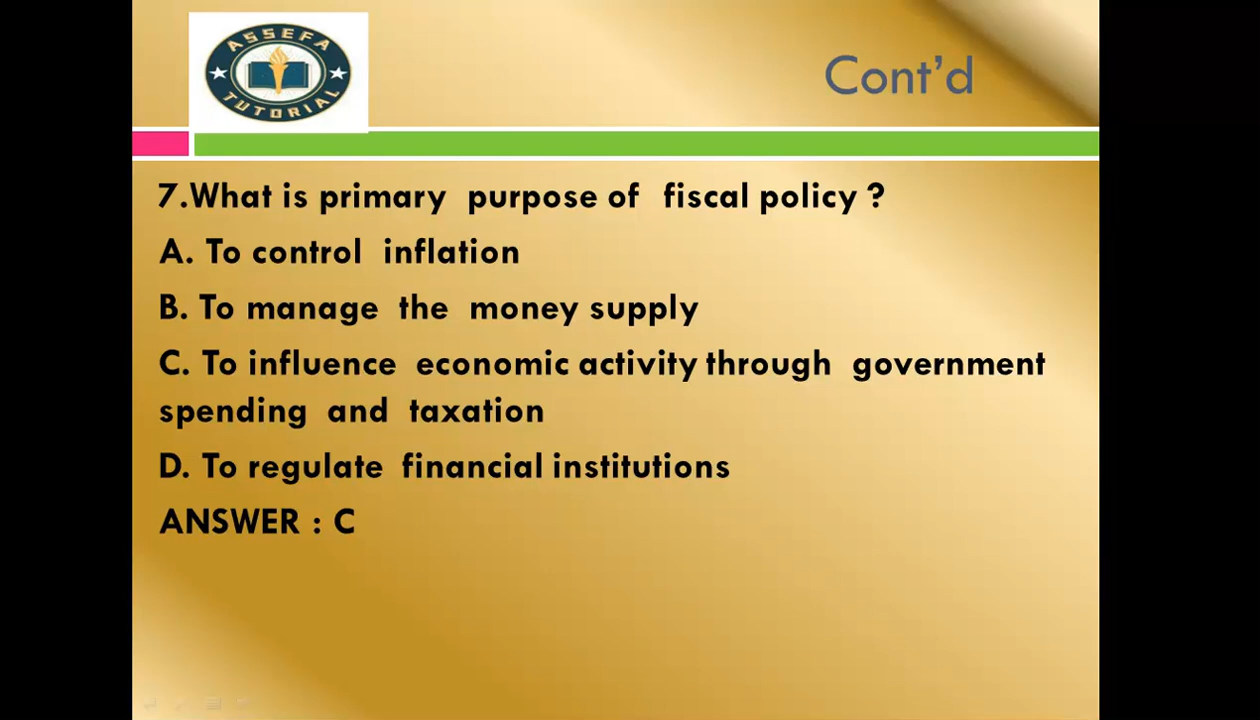 ASSEFA
TUTORIAL
Cont'd
7.What is primary purpose of fiscal policy ?
A. To control inflation
B. To manage the money supply
C. To influence economic activity through government
spending and taxation
D. To regulate financial institutions
ANSWER : C